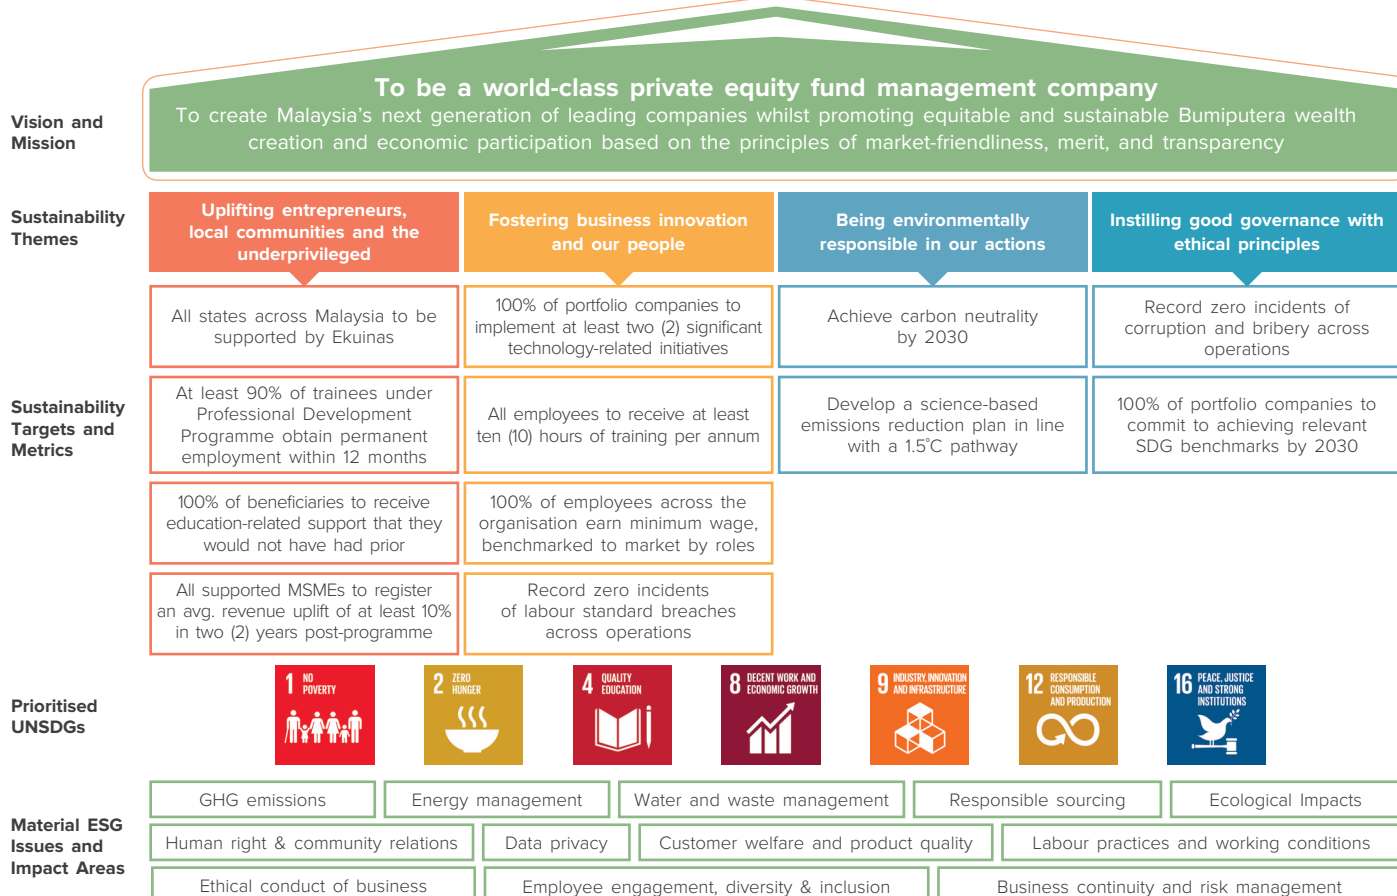 To be a world-class private equity fund management company
Vision and
Mission
To create Malaysia's next generation of leading companies whilst promoting equitable and sustainable Bumiputera wealth
creation and economic participation based on the principles of market-friendliness, merit, and transparency
Sustainability
Themes
Uplifting entrepreneurs,
local communities and the
underprivileged
Fostering business innovation
and our people
Being environmentally
responsible in our actions
Instilling good governance with
ethical principles
Sustainability
Targets and
Metrics
All states across Malaysia to be
supported by Ekuinas
100% of portfolio companies to
implement at least two (2) significant
technology-related initiatives
Achieve carbon neutrality
by 2030
Record zero incidents of
corruption and bribery across
operations
At least 90% of trainees under
Professional Development
Programme obtain permanent
employment within 12 months
All employees to receive at least
ten (10) hours of training per annum
Develop a science-based
emissions reduction plan in line
with a 1.5°C pathway
100% of portfolio companies to
commit to achieving relevant
SDG benchmarks by 2030
100% of beneficiaries to receive
education-related support that they
would not have had prior
100% of employees across the
organisation earn minimum wage,
benchmarked to market by roles
All supported MSMEs to register
an avg. revenue uplift of at least 10%
in two (2) years post-programme
Record zero incidents
of labour standard breaches
across operations
Prioritised
UNSDGs
1 NO
POVERTY
2 ZERO
HUNGER
4 QUALITY
EDUCATION
8 DECENT WORK AND
ECONOMIC GROWTH
9 INDUSTRY, INNOVATION
AND INFRASTRUCTURE
12 RESPONSIBLE
CONSUMPTION
AND PRODUCTION
16 PEACE, JUSTICE
AND STRONG
INSTITUTIONS
Material ESG
Issues and
Impact Areas
GHG emissions
Energy management
Water and waste management
Responsible sourcing
Ecological Impacts
Human right & community relations
Data privacy
Customer welfare and product quality
Labour practices and working conditions
Ethical conduct of business
Employee engagement, diversity & inclusion
Business continuity and risk management